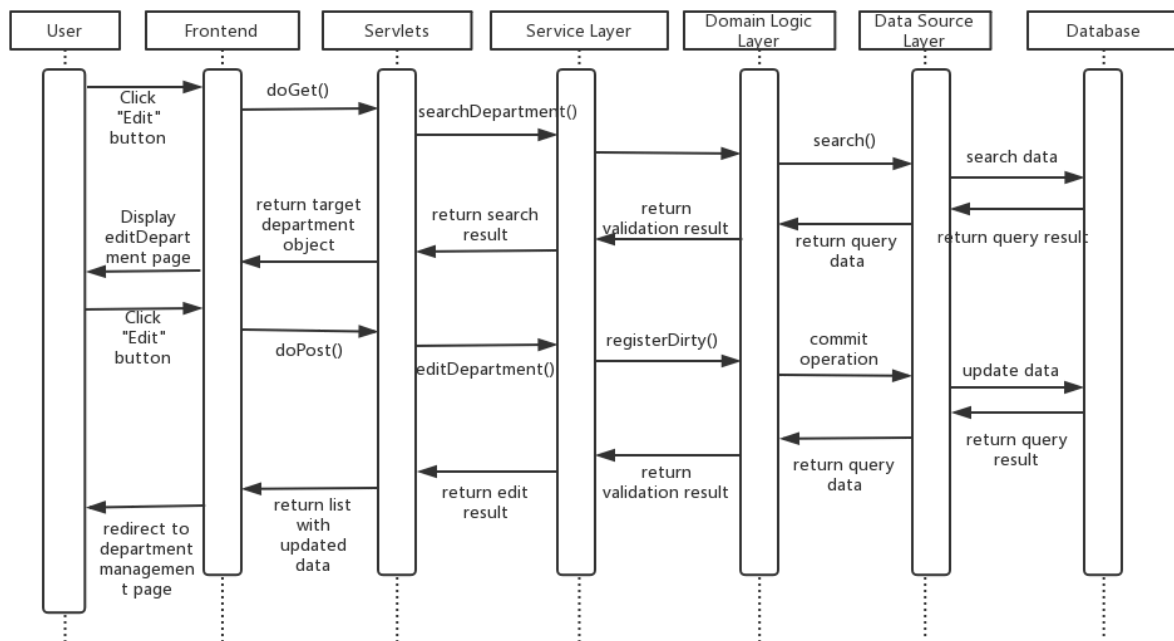 User
Frontend
Servlets
Service Layer
Domain Logic
Layer
Data Source
Layer
Database
Click
"Edit"
button
doGet()
searchDepartment()
search()
search data
return query result
return query
data
return
validation result
return search
result
return target
department
object
Display
editDepart
ment page
Click
"Edit"
button
doPost()
editDepartment()
registerDirty()
commit
operation
update data
return query
result
return query
data
return
validation result
return edit
result
return list
with
updated
data
redirect to
department
managemen
t page